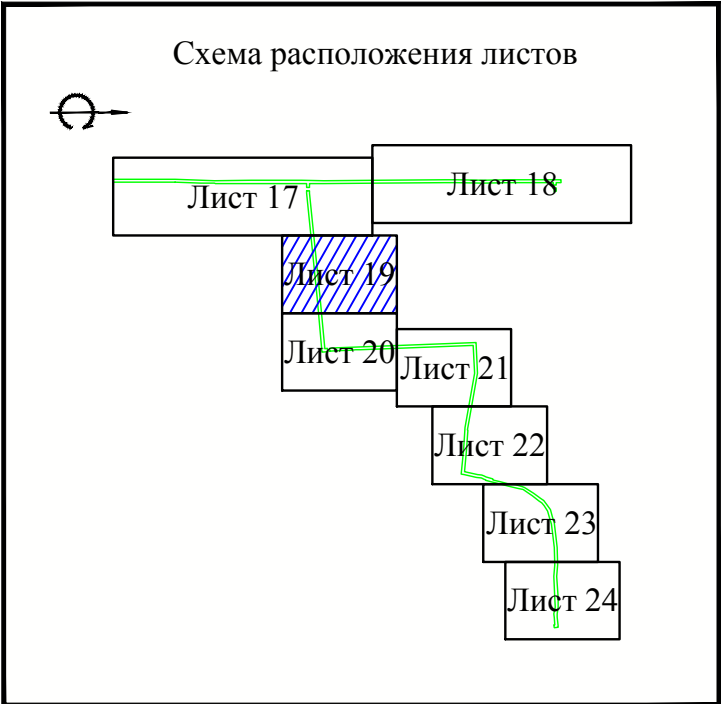 Схема расположения листов
Лист 17
Лист 18
Лист 19
Лист 20
Лист 21
Лист 22
Лист 23
Лист 24